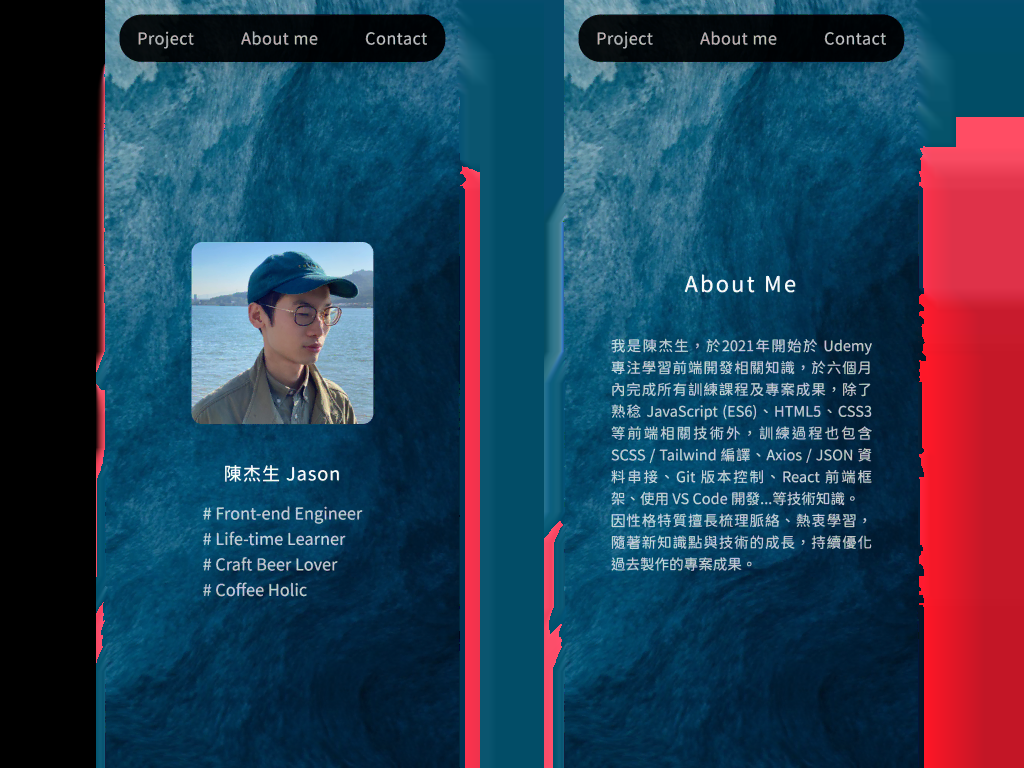 Project About me Contact
陳杰生 Jason
# Front-end Engineer
# Life-time Learner
# Craft Beer Lover
# Coffee Holic
Project About me Contact
About Me
我是陳杰生，於2021年開始於 Udemy
專注學習前端開發相關知識，於六個月
內完成所有訓練課程及專案成果，除了
熟稔 JavaScript (ES6)、HTML5、CSS3
等前端相關技術外，訓練過程也包含
SCSS / Tailwind 編譯、Axios / JSON 資
料串接、Git 版本控制、React 前端框
架、使用 VS Code 開發...等技術知識。
因性格特質擅長梳理脈絡、熱衷學習，
隨著新知識點與技術的成長，持續優化
過去製作的專案成果。